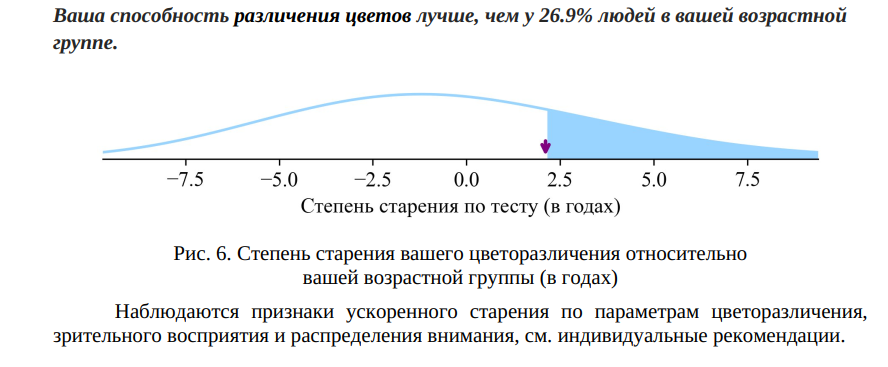 Ваша способность различения цветов лучше, чем у 26.9% людей в вашей возрастной
группе.
−7.5 −5.0 −2.5 0.0 2.5 5.0 7.5
Степень старения по тесту (в годах)
Рис. 6. Степень старения вашего цветоразличения относительно
вашей возрастной группы (в годах)
Наблюдаются признаки ускоренного старения по параметрам цветоразличения,
зрительного восприятия и распределения внимания, см. индивидуальные рекомендации.